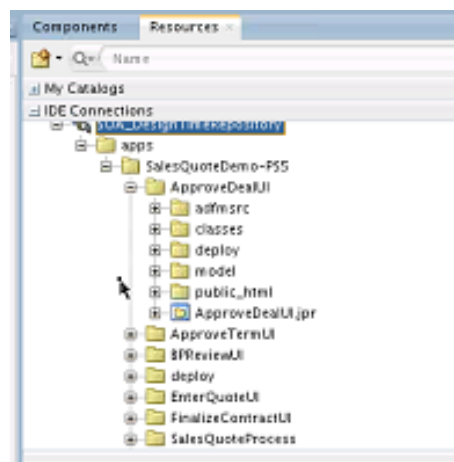 Components Resources
Name
My Catalogs
IDE Connections
SOA_DesignTimeRepository
apps
SalesQuoteDemo-PS5
ApproveDealUI
adfmsrc
classes
deploy
model
public_html
ApproveDealUI.jpr
ApproveTermUI
BPReviewUI
deploy
EnterQuoteUI
FinalizeContractUI
SalesQuoteProcess